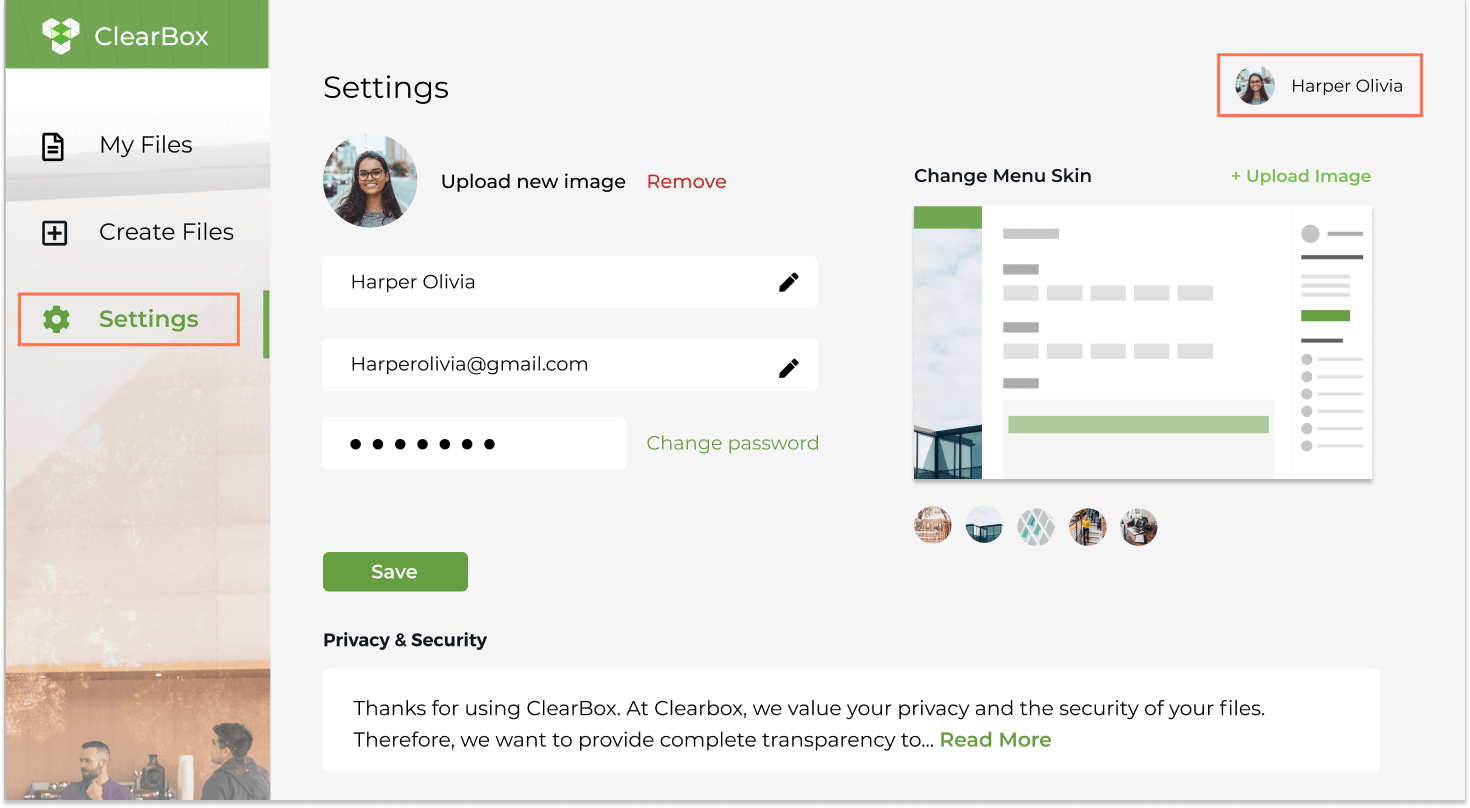 ClearBox
My Files
Create Files
Settings
Settings
Harper Olivia
Upload new image Remove
Harper Olivia
Harperolivia@gmail.com
Change password
Save
Change Menu Skin
+ Upload Image
Privacy & Security
Thanks for using ClearBox. At Clearbox, we value your privacy and the security of your files.
Therefore, we want to provide complete transparency to... Read More